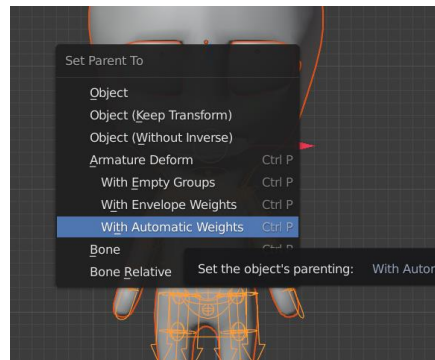 Set Parent To
Object
Object (Keep Transform)
Object (Without Inverse)
Armature Deform Ctrl P
With Empty Groups Ctrl P
With Envelope Weights Ctrl P
With Automatic Weights Ctrl P
Bone Ctrl P
Bone Relative
Set the object's parenting: With Autor